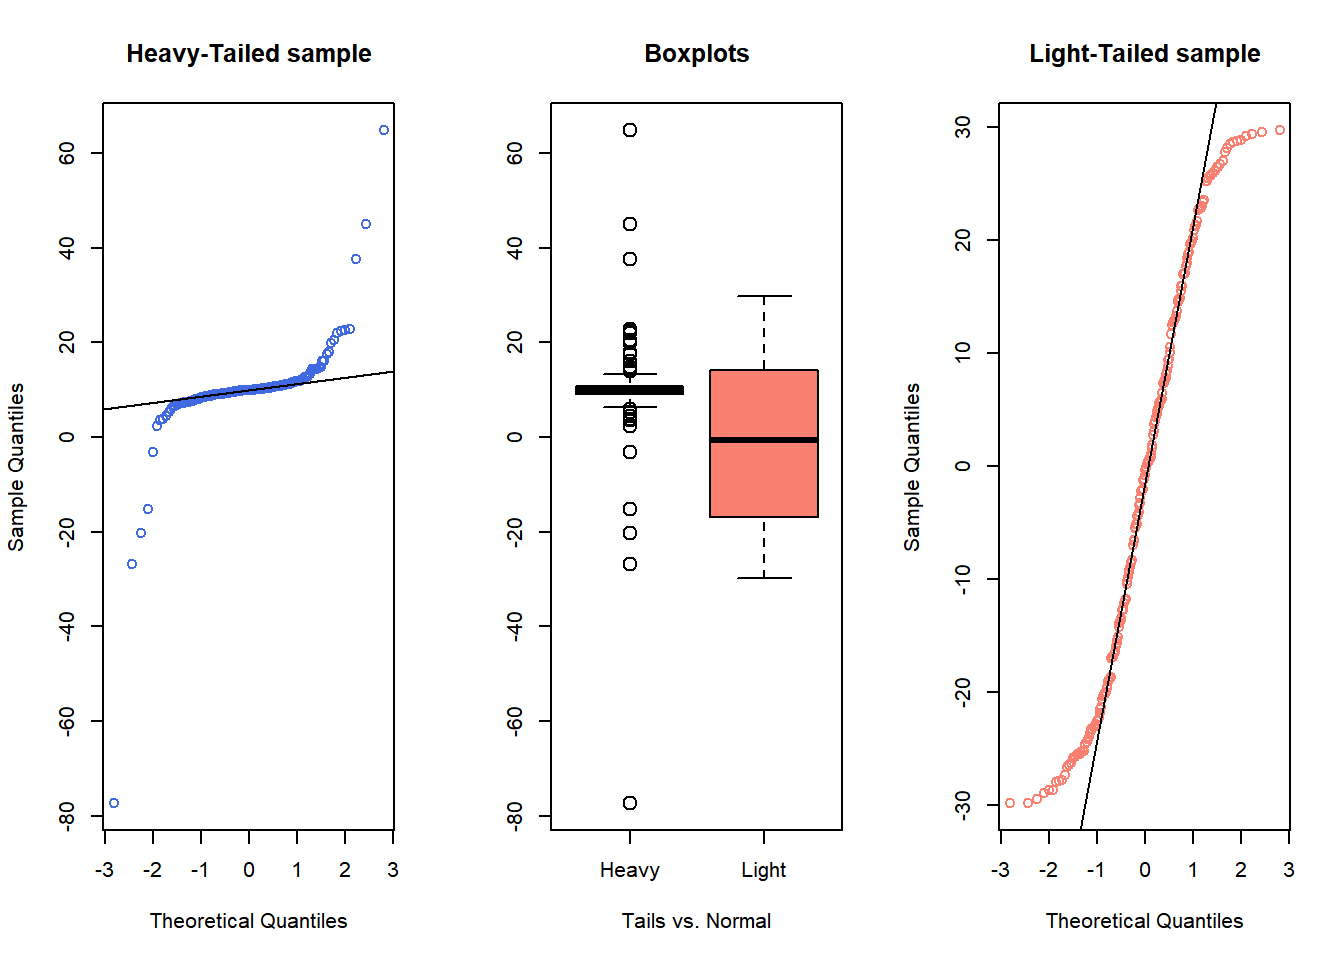 Heavy-Tailed sample
Sample Quantiles
60
40
20
0
-20
-40
-60
-80
-3 -2 -1 0 1 2 3
Theoretical Quantiles
Boxplots
60
40
20
0
-20
-40
-60
-80
Heavy Light
Tails vs. Normal
Light-Tailed sample
Sample Quantiles
30
20
10
0
-10
-20
-30
-3 -2 -1 0 1 2 3
Theoretical Quantiles